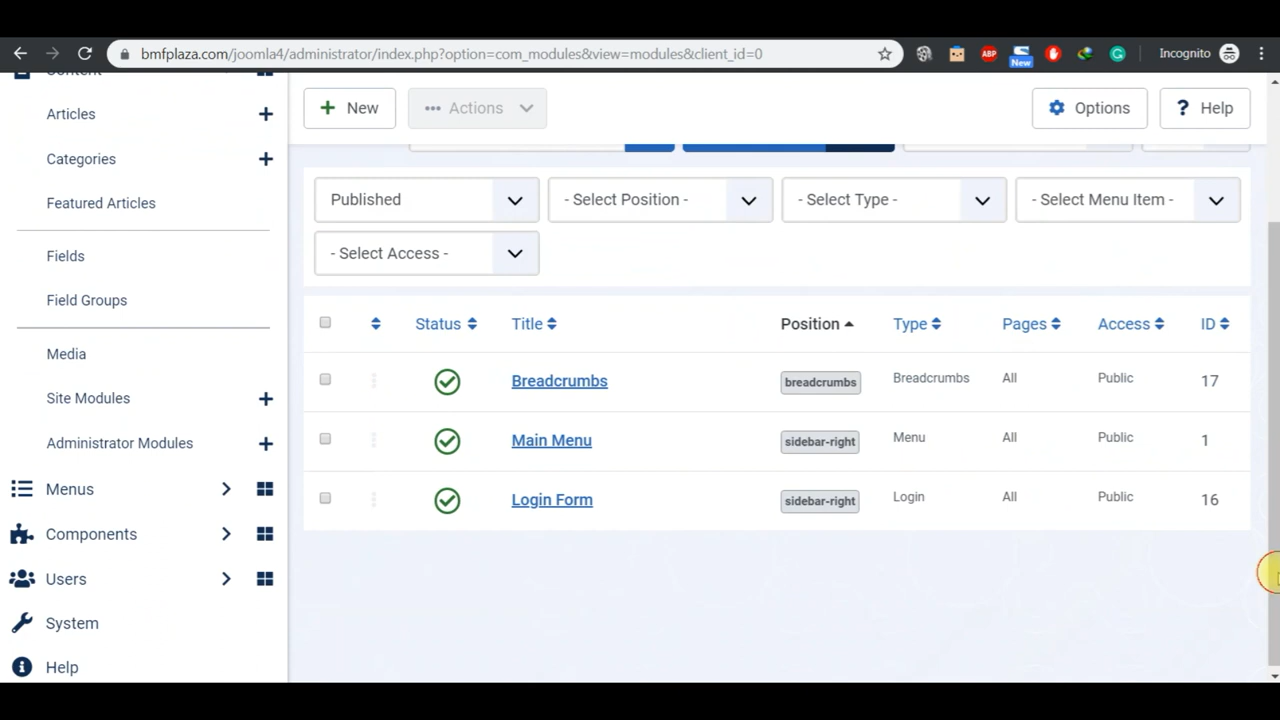 bmfplaza.com/joomla4/administrator/index.php?option=com_modules&view=modules&client_id=0
ABP
New
Incognito
Content
Articles
Categories
Featured Articles
Fields
Field Groups
Media
Site Modules
Administrator Modules
Menus
Components
Users
System
Help
New
Actions
Options
Help
Published
- Select Position -
- Select Type -
- Select Menu Item -
- Select Access -
Status Title Position Type Pages Access ID
Breadcrumbs breadcrumbs Breadcrumbs All Public 17
Main Menu sidebar-right Menu All Public 1
Login Form sidebar-right Login All Public 16